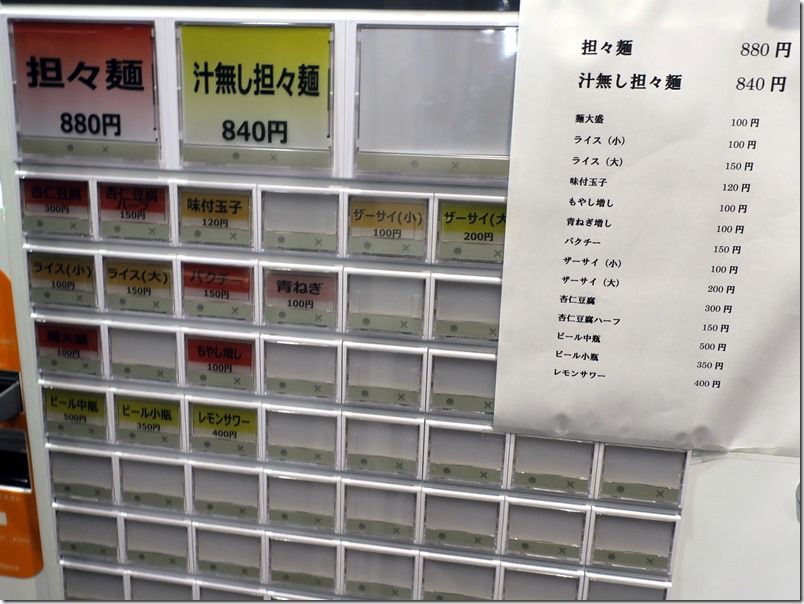 担々麺
880円
汁無し担々麺
840円
杏仁豆腐
300円
杏仁豆腐
ハーフ
150円
味付玉子
120円
ザーサイ(小)
100円
ザーサイ(大
200円
ライス(小)
100円
ライス(大)
150円
パクチー
150円
青ねぎ
100円
麺大盛
100円
もやし増し
100円
ビール中瓶
500円
ビール小瓶
350円
レモンサワー
400円
担々麺 880円
汁無し担々麺 840円
麺大盛 100円
ライス（小） 100円
ライス（大） 150円
味付玉子 120円
もやし増し 100円
青ねぎ増し 100円
パクチー 150円
ザーサイ（小） 100円
ザーサイ（大） 200円
杏仁豆腐 300円
杏仁豆腐ハーフ 150円
ビール中瓶 500円
ビール小瓶 350円
レモンサワー 400円